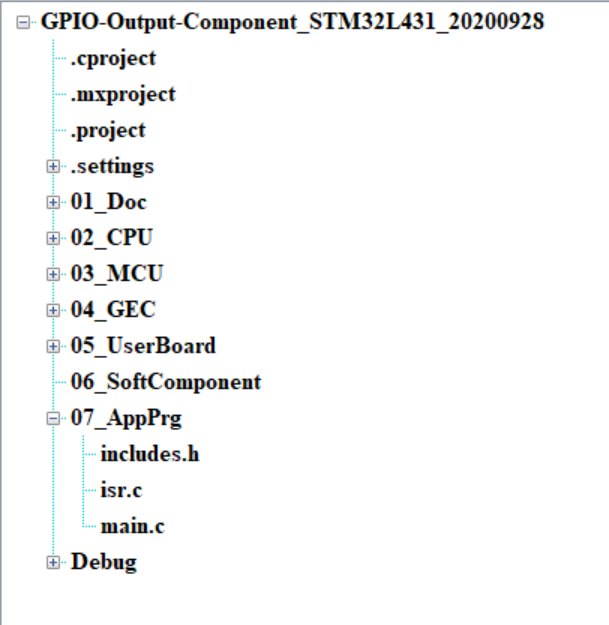 GPIO-Output-Component_STM32L431_20200928
.cproject
.mxproject
.project
.settings
01_Doc
02_CPU
03_MCU
04_GEC
05_UserBoard
06_SoftComponent
07_AppPrg
includes.h
isr.c
main.c
Debug